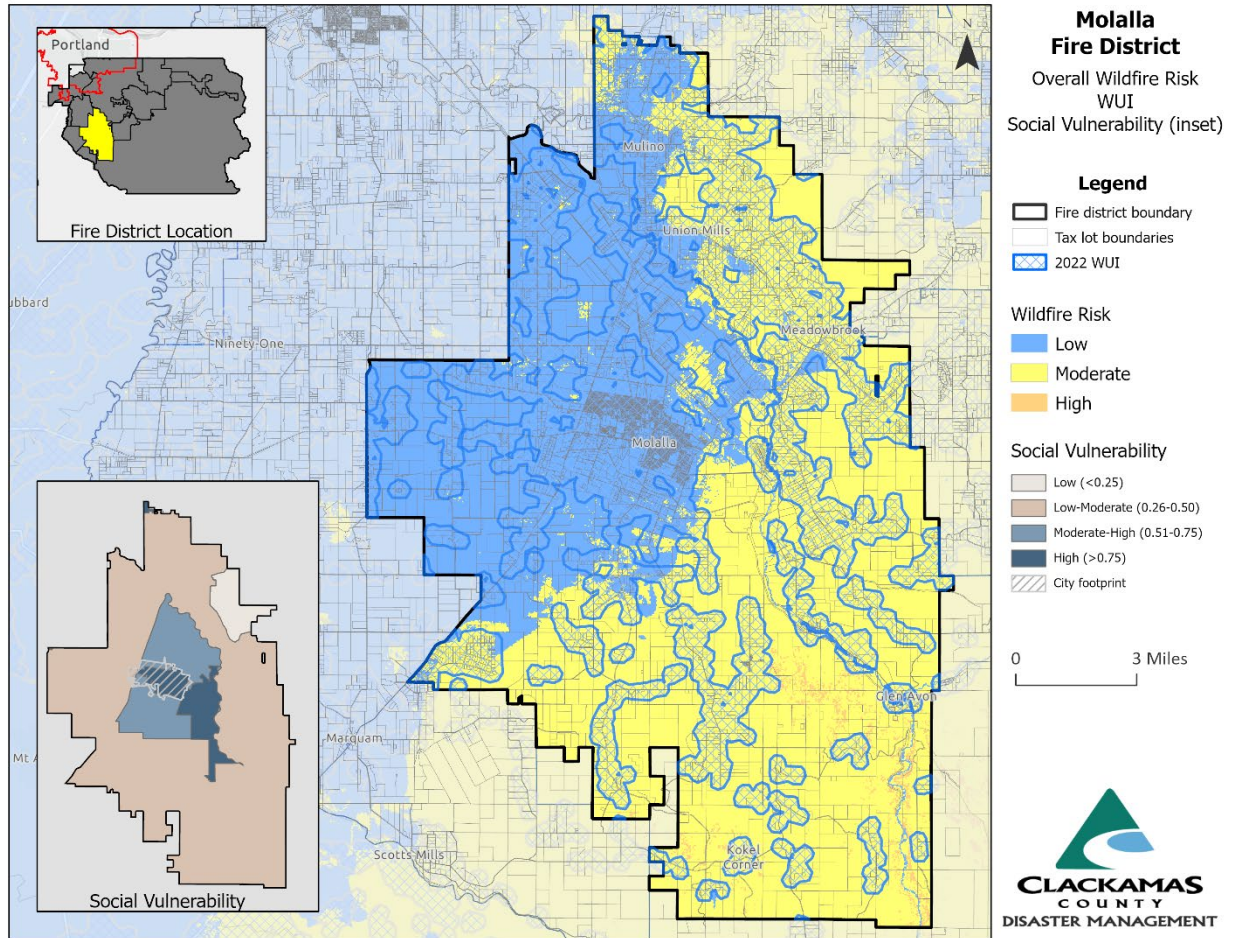 Portland
Fire District Location
N
Mulino
Union Mills
Meadowbrook
ubbard
Ninety-One
Molalla
Glen Avon
Marquam
Mt A
Scotts Mills
Kokel
Corner
Social Vulnerability
Molalla
Fire District
Overall Wildfire Risk
WUI
Social Vulnerability (inset)
Legend
Fire district boundary
Tax lot boundaries
2022 WUI
Wildfire Risk
Low
Moderate
High
Social Vulnerability
Low (<0.25)
Low-Moderate (0.26-0.50)
Moderate-High (0.51-0.75)
High (>0.75)
City footprint
0 3 Miles
CLACKAMAS
COUNTY
DISASTER MANAGEMENT